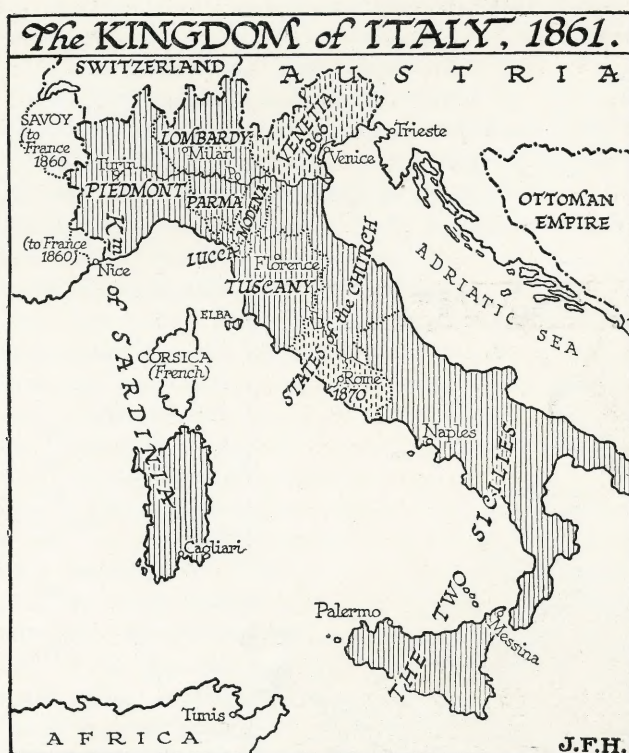 The KINGDOM of ITALY, 1861.
SWITZERLAND
AUSTRIA
SAVOY
(to
France
1860
LOMBARDY
Milan
VENETIA
1866
Trieste
Turin
Po
Venice
PIEDMONT
PARMA
MODENA
OTTOMAN
EMPIRE
(to France
1860)
Nice
LUCCA
Florence
TUSCANY
STATES of the CHURCH
ADRIATIC SEA
ELBA
CORSICA
(French)
Rome
1870
Km. of SARDINIA
Naples
Cagliari
THE TWO SICILIES
Palermo
Messina
Tunis
AFRICA
J.F.H.